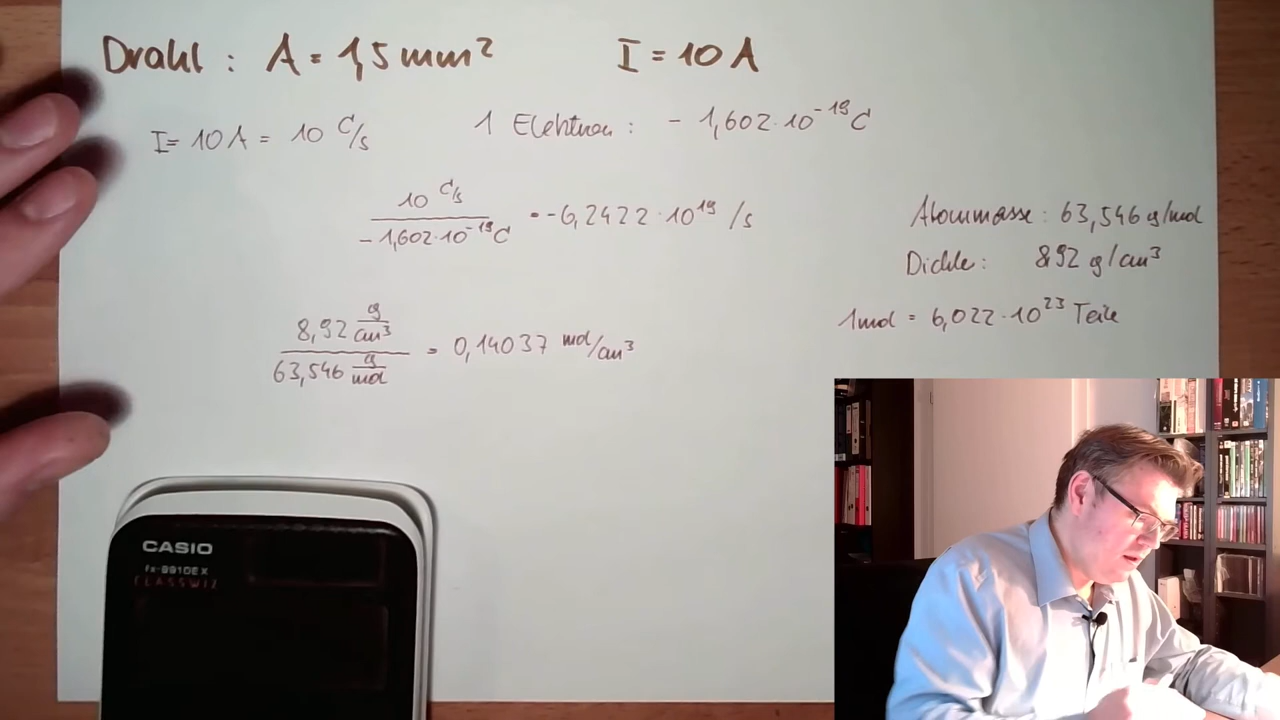 Draht : A = 1,5 mm² I = 10 A
I = 10 A = 10 C/s 1 Elektron : - 1,602 · 10⁻¹⁹ C
10 C/s
- 1,602 · 10⁻¹⁹ C = -6,2422 · 10¹⁹ /s
Atommasse : 63,546 g/mol
Dichte : 8,92 g/cm³
1 mol = 6,022 · 10²³ Teile
8,92 g/cm³
63,546 g/mol = 0,14037 mol/cm³
CASIO
fx-991DE X
CLASSWIZ